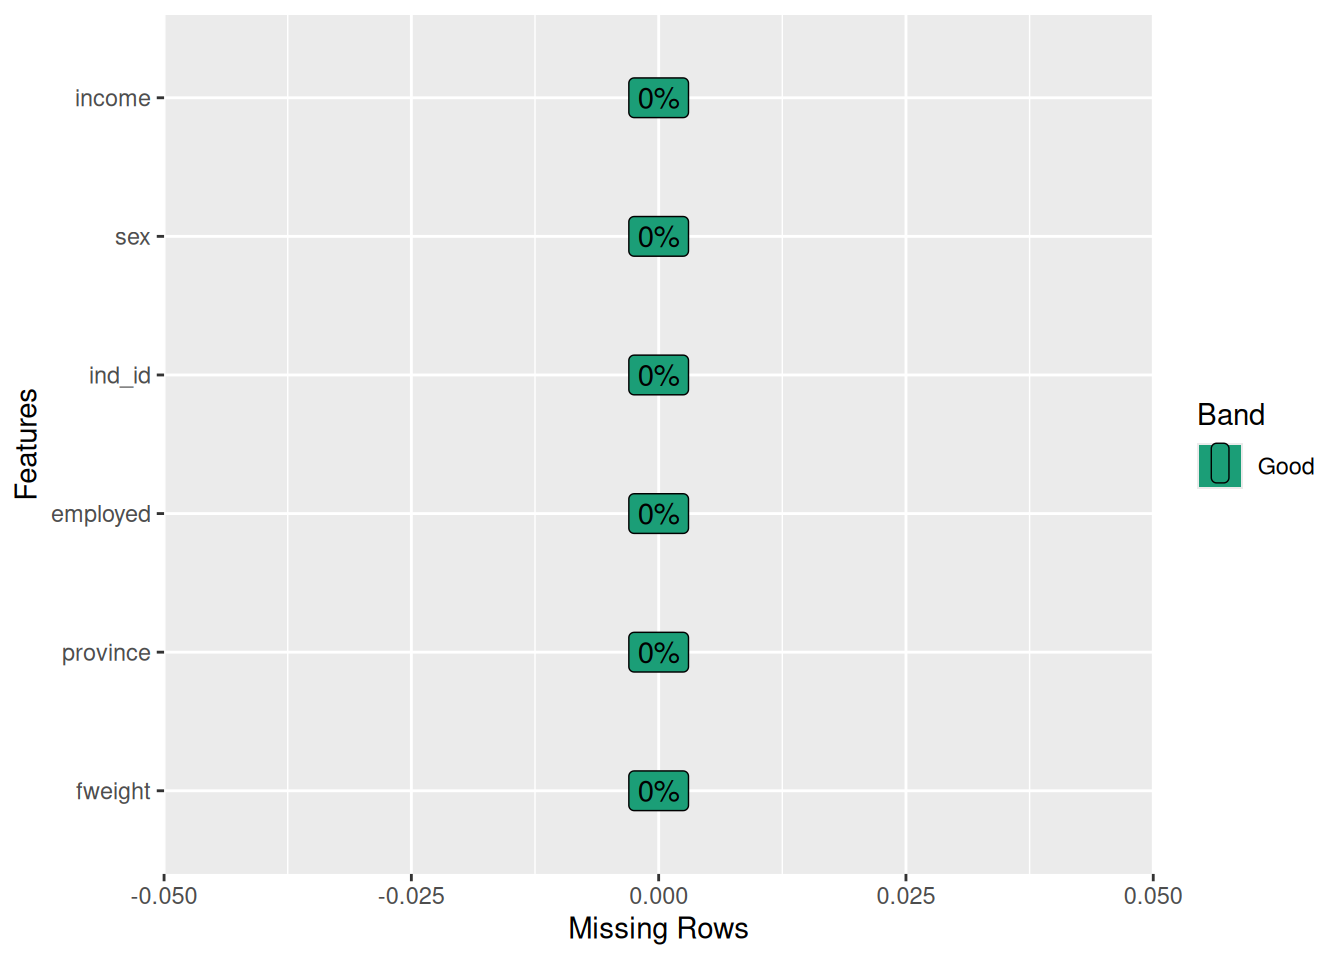 income
0%
sex
0%
ind_id
0%
Features
employed
0%
province
0%
fweight
0%
-0.050
-0.025
0.000
0.025
0.050
Missing Rows
Band
Good